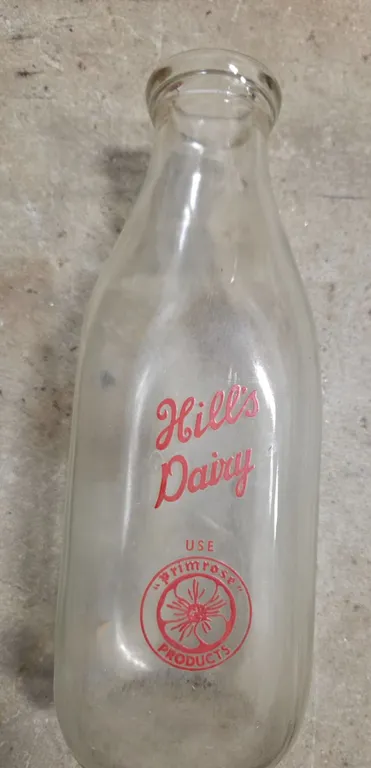 Hill's
Dairy
USE
"Primrose"
PRODUCTS